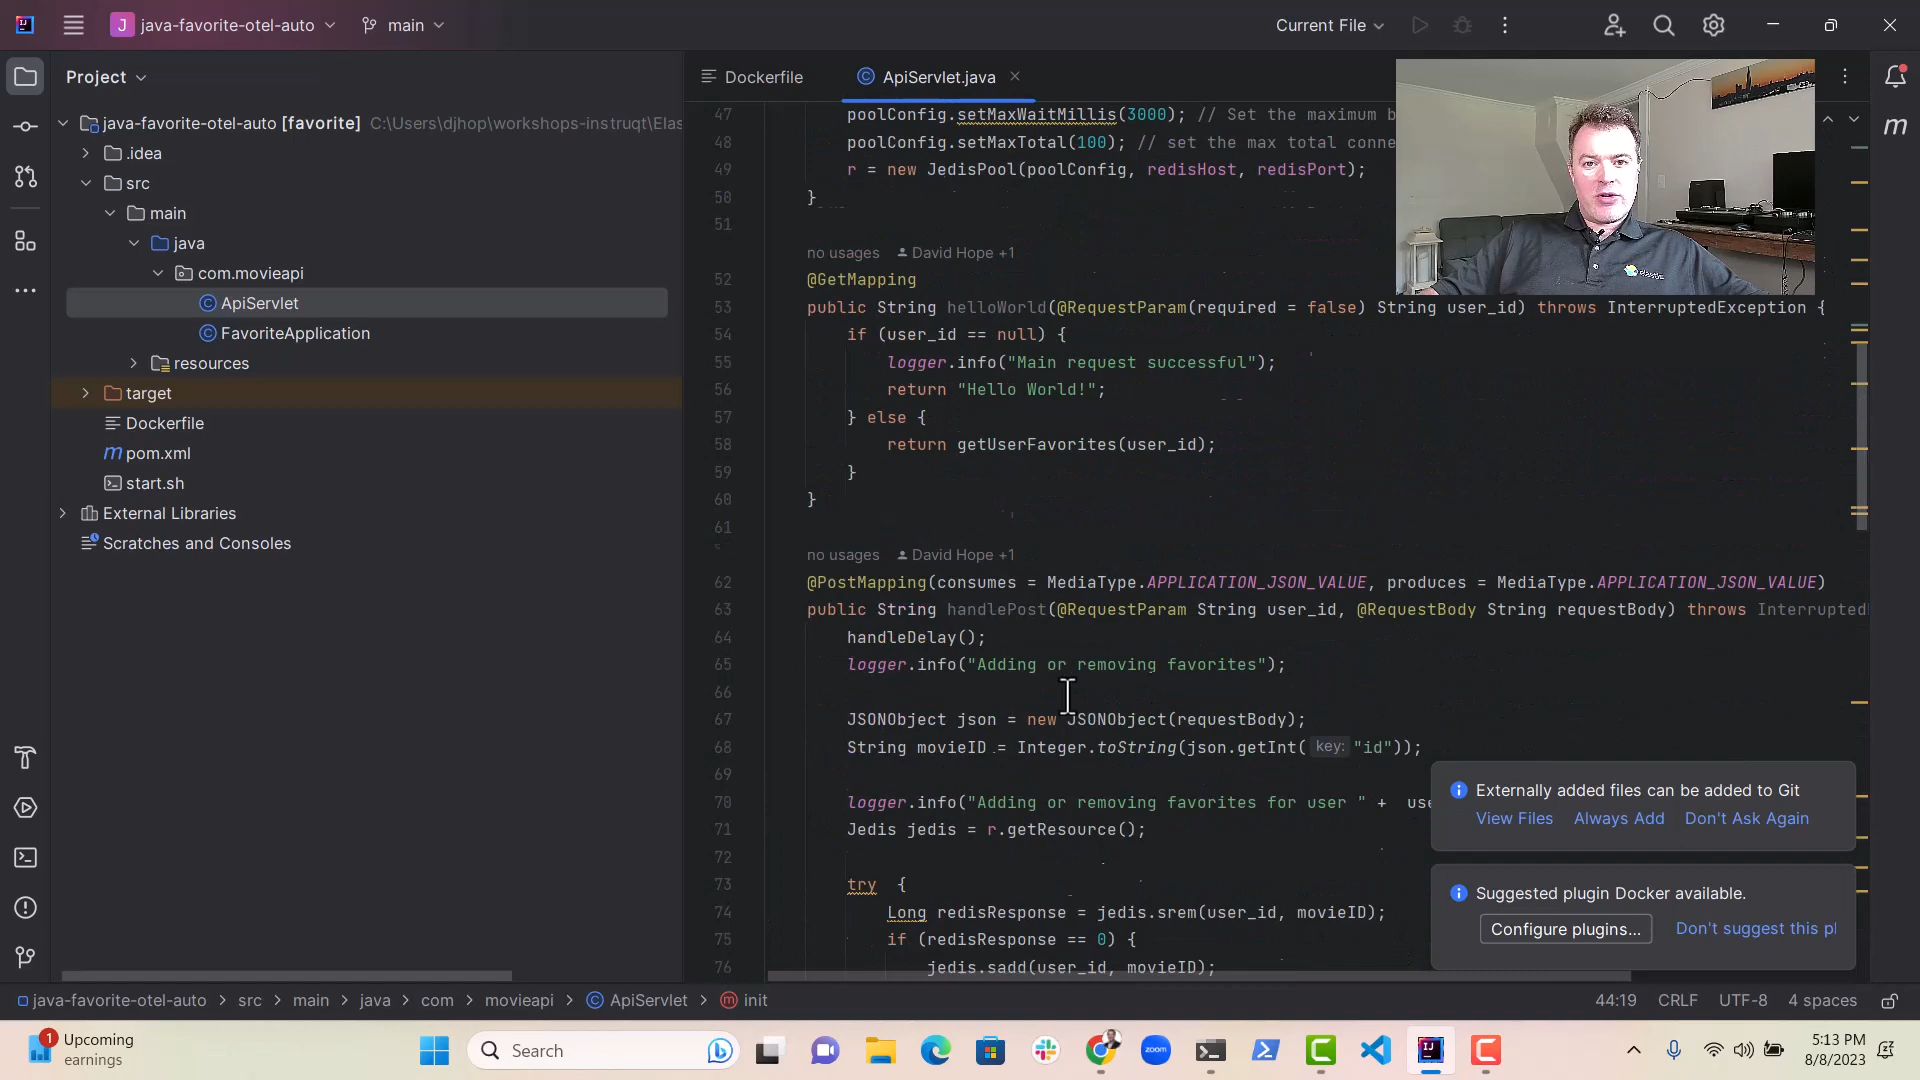 java-favorite-otel-auto
main
Current File
Project
java-favorite-otel-auto [favorite] C:\Users\djhop\workshops-instruqt\Elas
.idea
src
main
java
com.movieapi
ApiServlet
FavoriteApplication
resources
target
Dockerfile
pom.xml
start.sh
External Libraries
Scratches and Consoles
Dockerfile
ApiServlet.java
47 poolConfig.setMaxWaitMillis(3000); // Set the maximum b
48 poolConfig.setMaxTotal(100); // set the max total conne
49 r = new JedisPool(poolConfig, redisHost, redisPort);
50 }
51
no usages David Hope +1
52 @GetMapping
53 public String helloWorld(@RequestParam(required = false) String user_id) throws InterruptedException {
54 if (user_id == null) {
55 logger.info("Main request successful");
56 return "Hello World!";
57 } else {
58 return getUserFavorites(user_id);
59 }
60 }
61
no usages David Hope +1
62 @PostMapping(consumes = MediaType.APPLICATION_JSON_VALUE, produces = MediaType.APPLICATION_JSON_VALUE)
63 public String handlePost(@RequestParam String user_id, @RequestBody String requestBody) throws Interrupted
64 handleDelay();
65 logger.info("Adding or removing favorites");
66
67 JSONObject json = new JSONObject(requestBody);
68 String movieID = Integer.toString(json.getInt( key: "id"));
69
70 logger.info("Adding or removing favorites for user " + use
71 Jedis jedis = r.getResource();
72
73 try {
74 Long redisResponse = jedis.srem(user_id, movieID);
75 if (redisResponse == 0) {
76 jedis.sadd(user_id, movieID);
Externally added files can be added to Git
View Files Always Add Don't Ask Again
Suggested plugin Docker available.
Configure plugins... Don't suggest this pl
java-favorite-otel-auto > src > main > java > com > movieapi > ApiServlet > init
44:19 CRLF UTF-8 4 spaces
1
Upcoming
earnings
Search
zoom
5:13 PM
8/8/2023